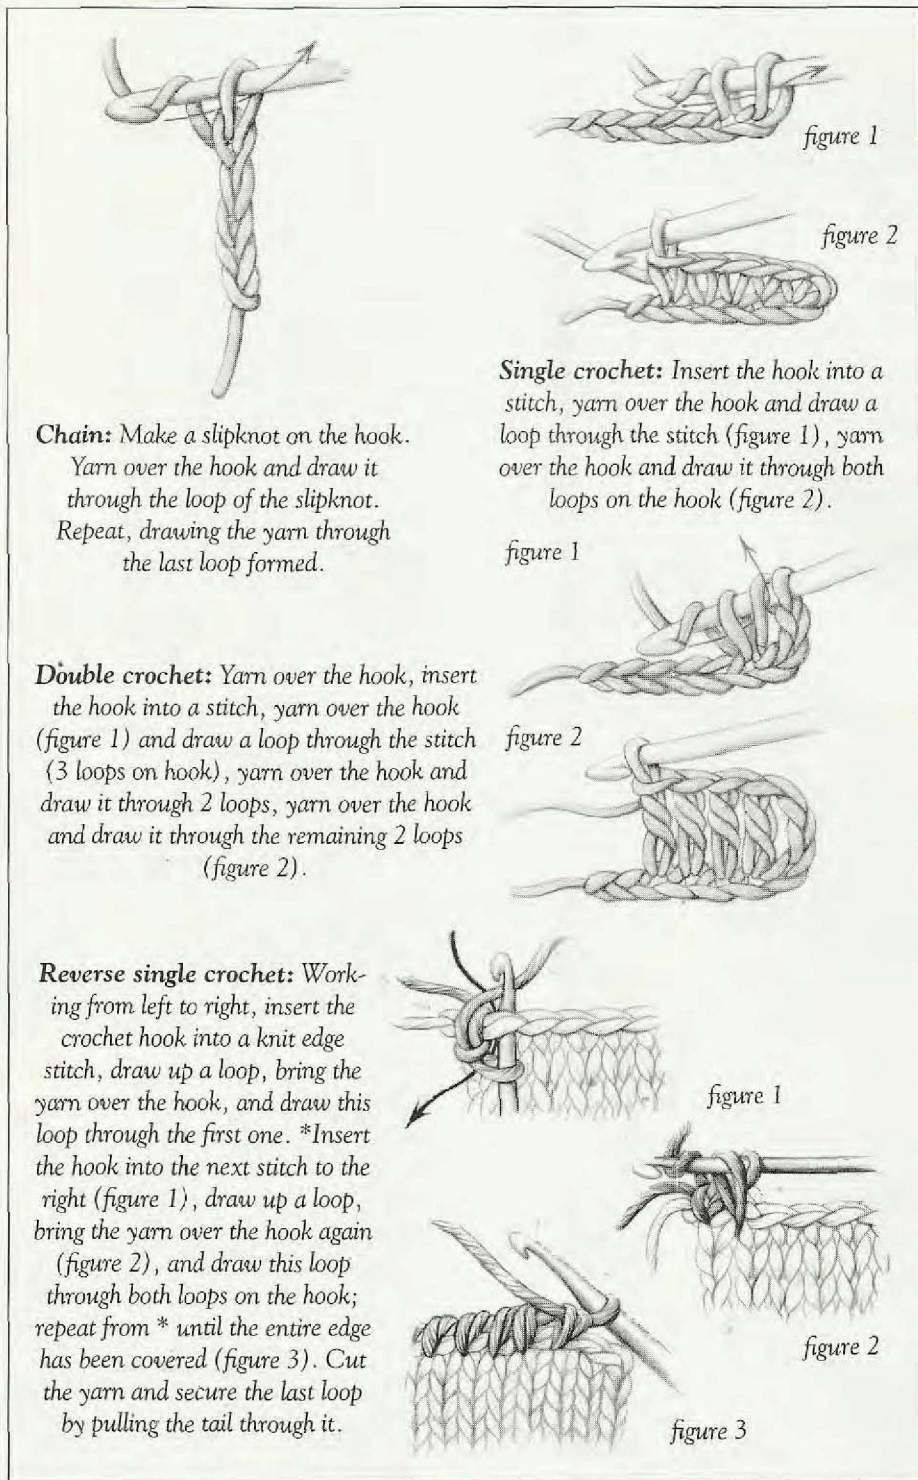 figure 1
figure 2
Chain: Make a slipknot on the hook.
Yarn over the hook and draw it
through the loop of the slipknot.
Repeat, drawing the yarn through
the last loop formed.
Single crochet: Insert the hook into a
stitch, yarn over the hook and draw a
loop through the stitch (figure 1), yarn
over the hook and draw it through both
loops on the hook (figure 2).
figure 1
Double crochet: Yarn over the hook, insert
the hook into a stitch, yarn over the hook
(figure 1) and draw a loop through the stitch
(3 loops on hook), yarn over the hook and
draw it through 2 loops, yarn over the hook
and draw it through the remaining 2 loops
(figure 2).
figure 2
Reverse single crochet: Work-
ing from left to right, insert the
crochet hook into a knit edge
stitch, draw up a loop, bring the
yarn over the hook, and draw this
loop through the first one. *Insert
the hook into the next stitch to the
right (figure 1), draw up a loop,
bring the yarn over the hook again
(figure 2), and draw this loop
through both loops on the hook;
repeat from * until the entire edge
has been covered (figure 3). Cut
the yarn and secure the last loop
by pulling the tail through it.
figure 1
figure 2
figure 3